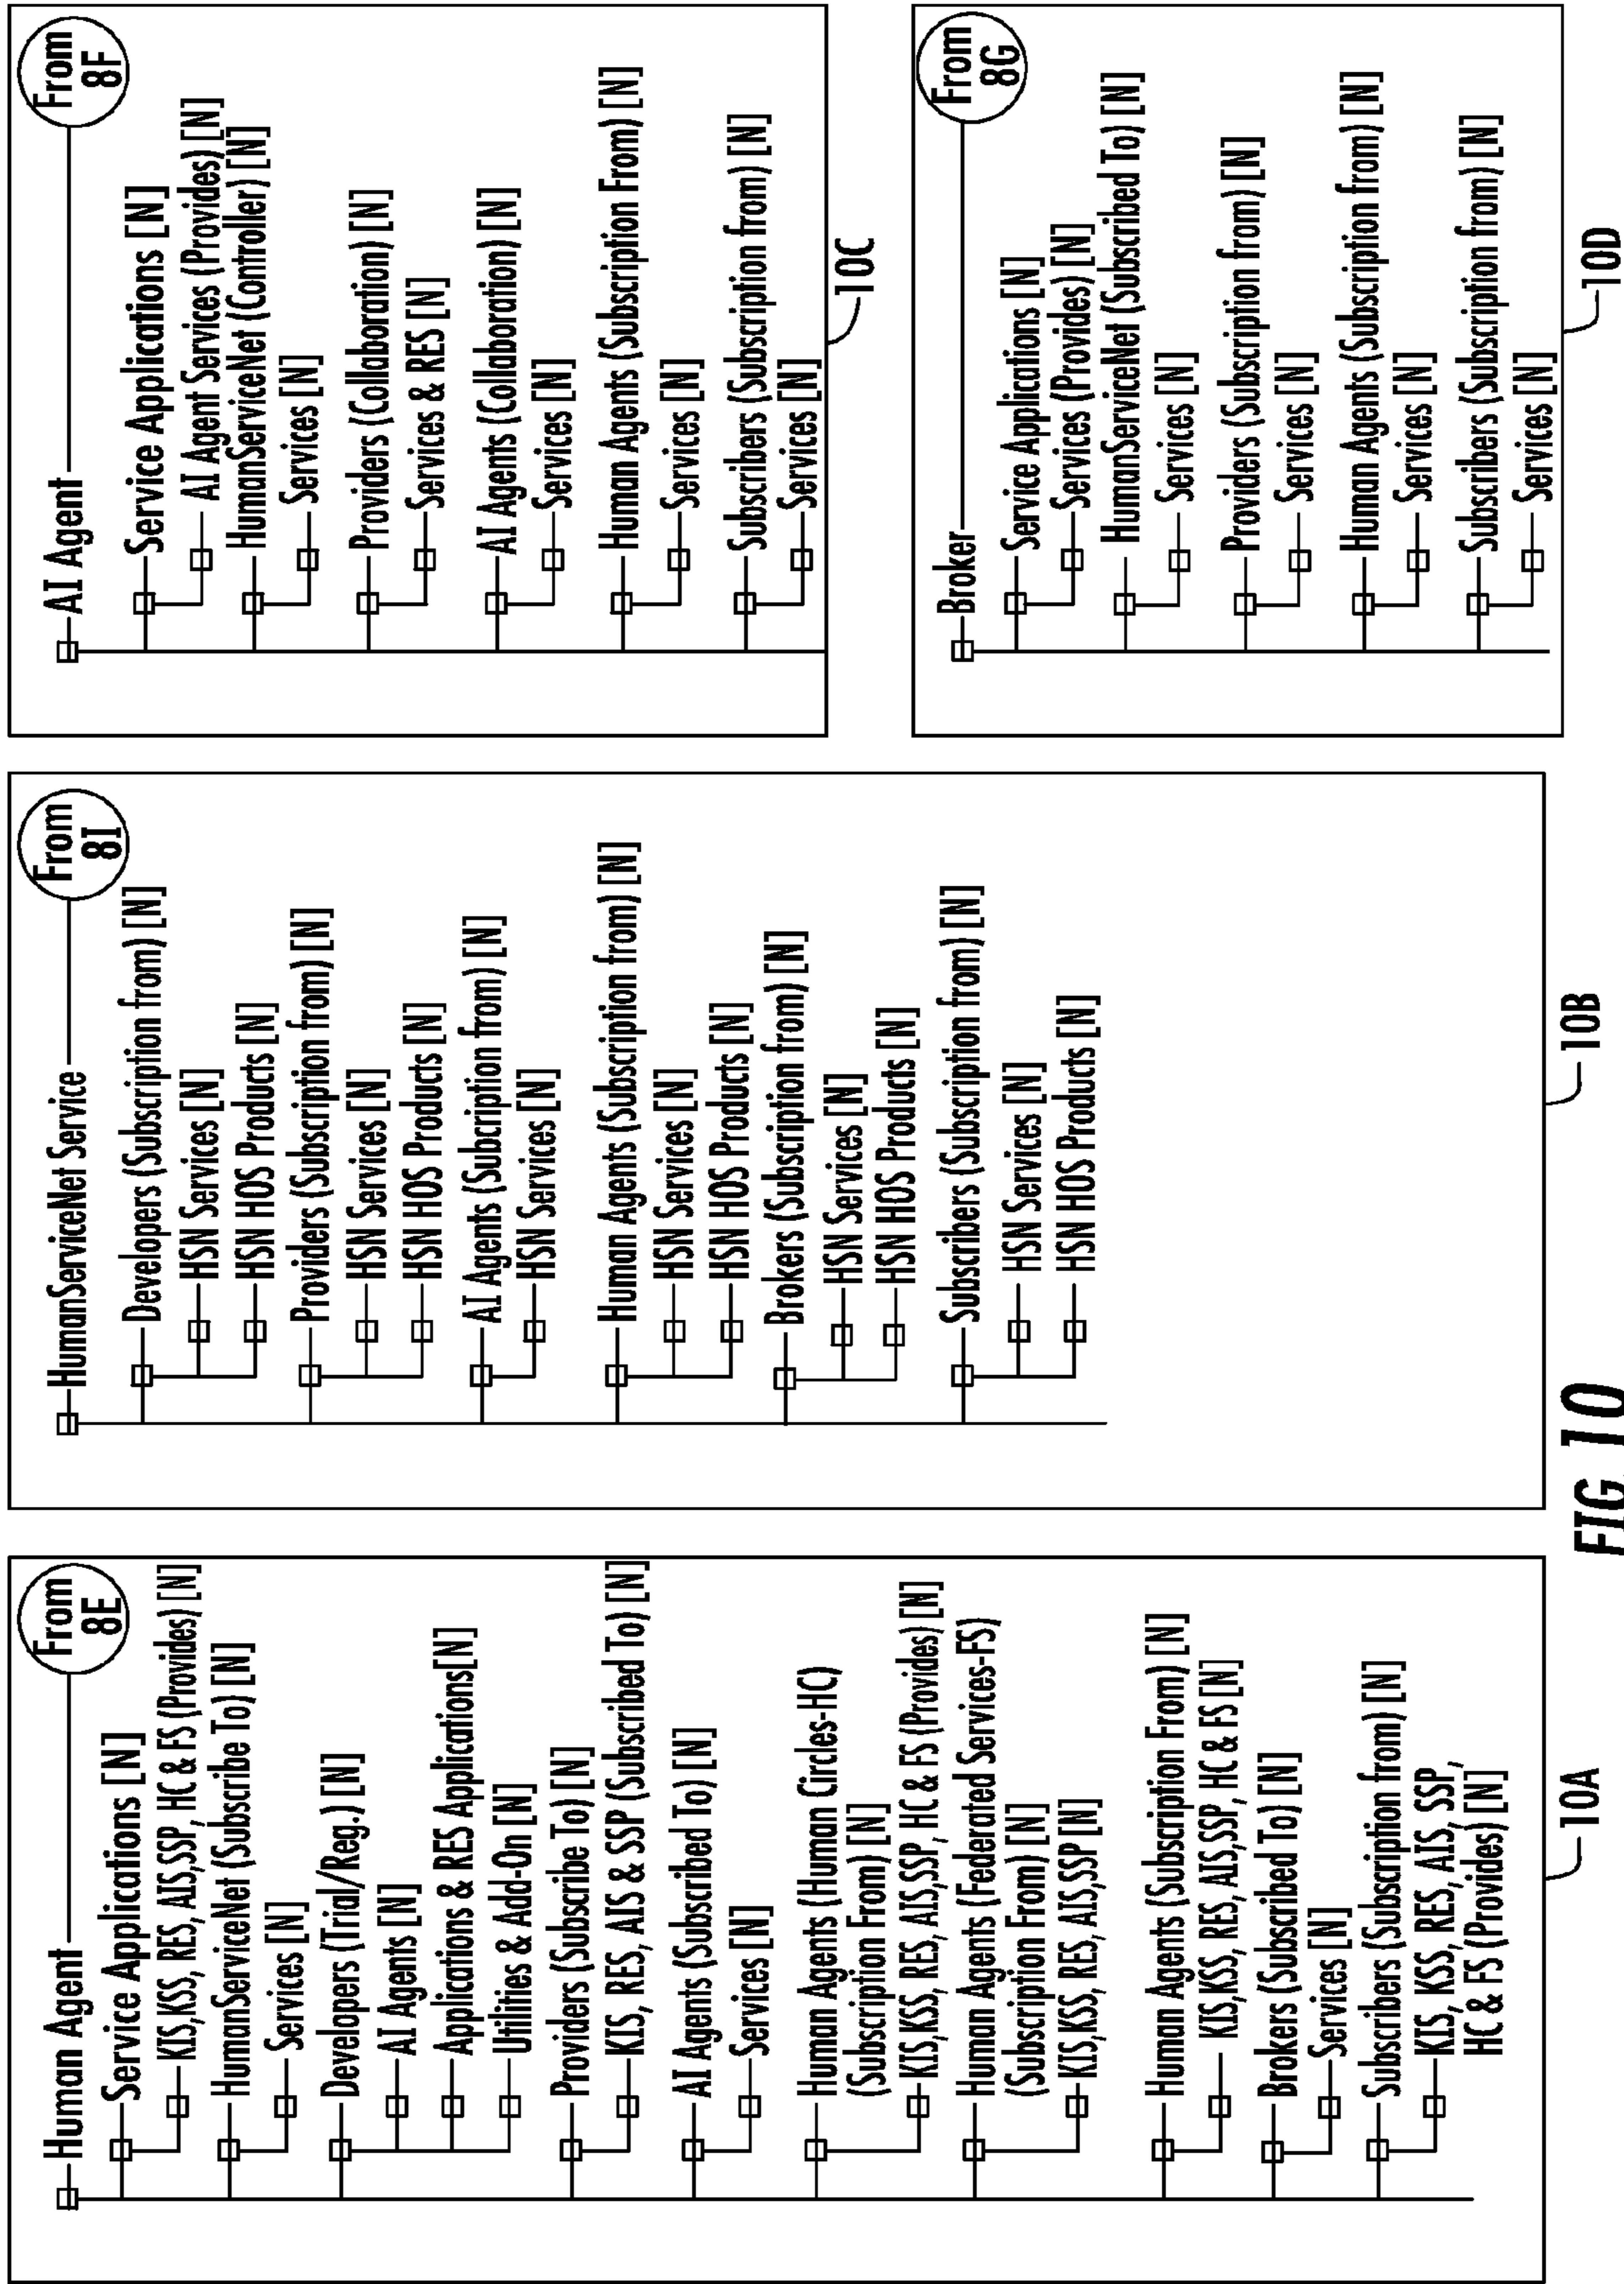 Human Agent
From
8E
Service Applications [N]
KIS,KSS, RES, AIS,SSP, HC & FS (Provides) [N]
HumanServiceNet (Subscribe To) [N]
Services [N]
Developers (Trial/Reg.) [N]
AI Agents [N]
Applications & RES Applications[N]
Utilities & Add-On [N]
Providers (Subscribe To) [N]
KIS, RES, AIS & SSP (Subscribed To) [N]
AI Agents (Subscribed To) [N]
Services [N]
Human Agents (Human Circles-HC)
(Subscription From) [N]
KIS,KSS, RES, AIS,SSP, HC & FS (Provides) [N]
Human Agents (Federated Services-FS)
(Subscription From) [N]
KIS,KSS, RES, AIS,SSP [N]
Human Agents (Subscription From) [N]
KIS,KSS, RES, AIS,SSP, HC & FS [N]
Brokers (Subscribed To) [N]
Services [N]
Subscribers (Subscription from) [N]
KIS, KSS, RES, AIS, SSP,
HC & FS (Provides) [N]
10A
HumanServiceNet Service
From
8I
Developers (Subscription from) [N]
HSN Services [N]
HSN HOS Products [N]
Providers (Subscription from) [N]
HSN Services [N]
HSN HOS Products [N]
AI Agents (Subcription from) [N]
HSN Services [N]
Human Agents (Subscription from) [N]
HSN Services [N]
HSN HOS Products [N]
Brokers (Subscription from) [N]
HSN Services [N]
HSN HOS Products [N]
Subscribers (Subscription from) [N]
HSN Services [N]
HSN HOS Products [N]
10B
AI Agent
From
8F
Service Applications [N]
AI Agent Services (Provides) [N]
HumanServiceNet (Controller) [N]
Services [N]
Providers (Collaboration) [N]
Services & RES [N]
AI Agents (Collaboration) [N]
Services [N]
Human Agents (Subscription From) [N]
Services [N]
Subscribers (Subscription from) [N]
Services [N]
10C
Broker
From
8G
Service Applications [N]
Services (Provides) [N]
HumanServiceNet (Subscribed To) [N]
Services [N]
Providers (Subscription from) [N]
Services [N]
Human Agents (Subscription from) [N]
Services [N]
Subscribers (Subscription from) [N]
Services [N]
10D
FIG. 10